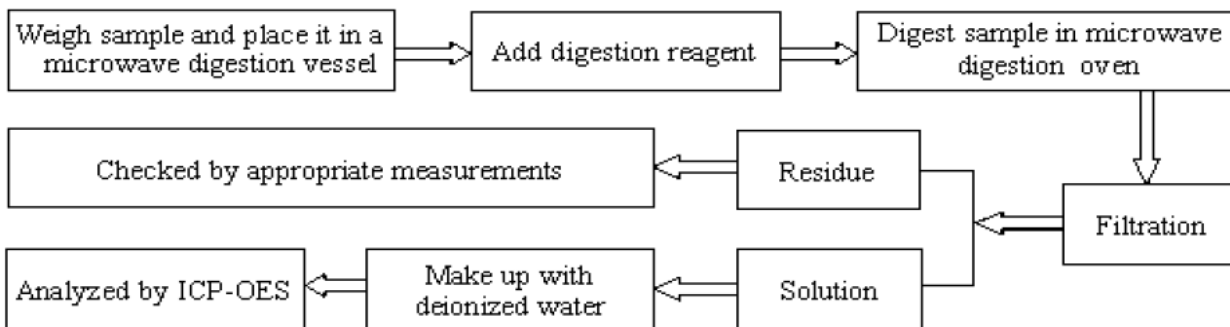 Weigh sample and place it in a
microwave digestion vessel
Add digestion reagent
Digest sample in microwave
digestion oven
Checked by appropriate measurements
Residue
Filtration
Analyzed by ICP-OES
Make up with
deionized water
Solution